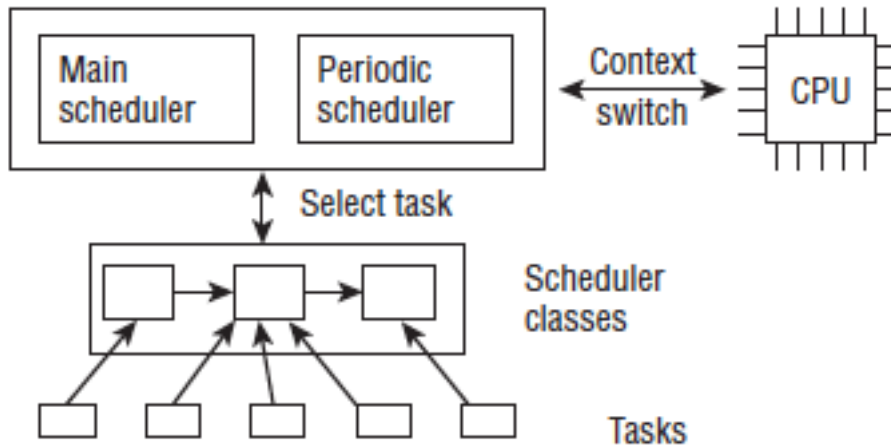 Main
scheduler
Periodic
scheduler
Context
switch
CPU
Select task
Scheduler
classes
Tasks